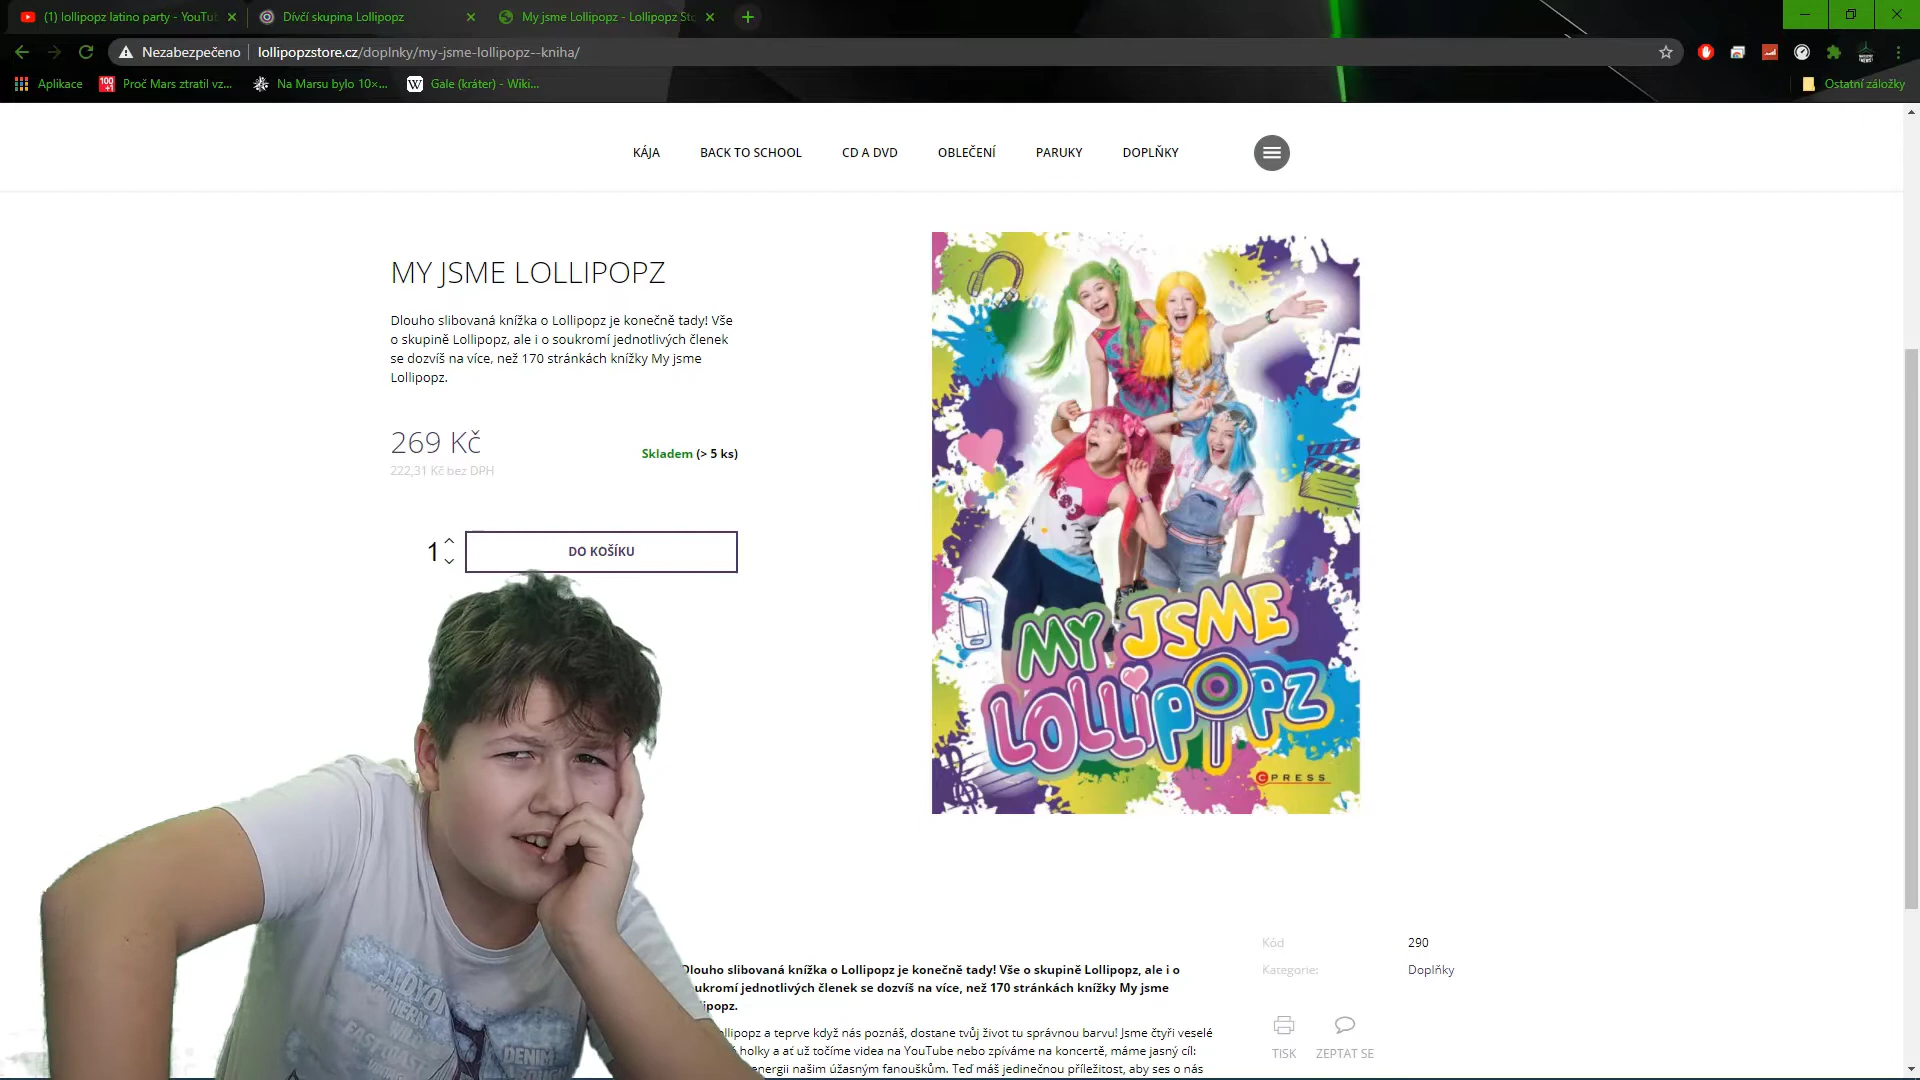 (1) lollipopz latino party - YouTu
Dívčí skupina Lollipopz
My jsme Lollipopz - Lollipopz Sto
Nezabezpečeno
lollipopzstore.cz/doplnky/my-jsme-lollipopz--kniha/
Aplikace
Proč Mars ztratil vz...
Na Marsu bylo 10×...
Gale (kráter) - Wiki...
Ostatní záložky
KÁJA
BACK TO SCHOOL
CD A DVD
OBLEČENÍ
PARUKY
DOPLŇKY
MY JSME LOLLIPOPZ
Dlouho slibovaná knížka o Lollipopz je konečně tady! Vše
o skupině Lollipopz, ale i o soukromí jednotlivých členek
se dozvíš na více, než 170 stránkách knížky My jsme
Lollipopz.
269 Kč
222,31 Kč bez DPH
Skladem (> 5 ks)
1
DO KOŠÍKU
MY JSME
LOLLIPOPZ
CPRESS
Dlouho slibovaná knížka o Lollipopz je konečně tady! Vše o skupině Lollipopz, ale i o
ukromí jednotlivých členek se dozvíš na více, než 170 stránkách knížky My jsme
ipopz.
llipopz a teprve když nás poznáš, dostane tvůj život tu správnou barvu! Jsme čtyři veselé
holky a ať už točíme videa na YouTube nebo zpíváme na koncertě, máme jasný cíl:
energii našim úžasným fanouškům. Teď máš jedinečnou příležitost, aby ses o nás
Kód
290
Kategorie:
Doplňky
TISK
ZEPTAT SE
DENIM